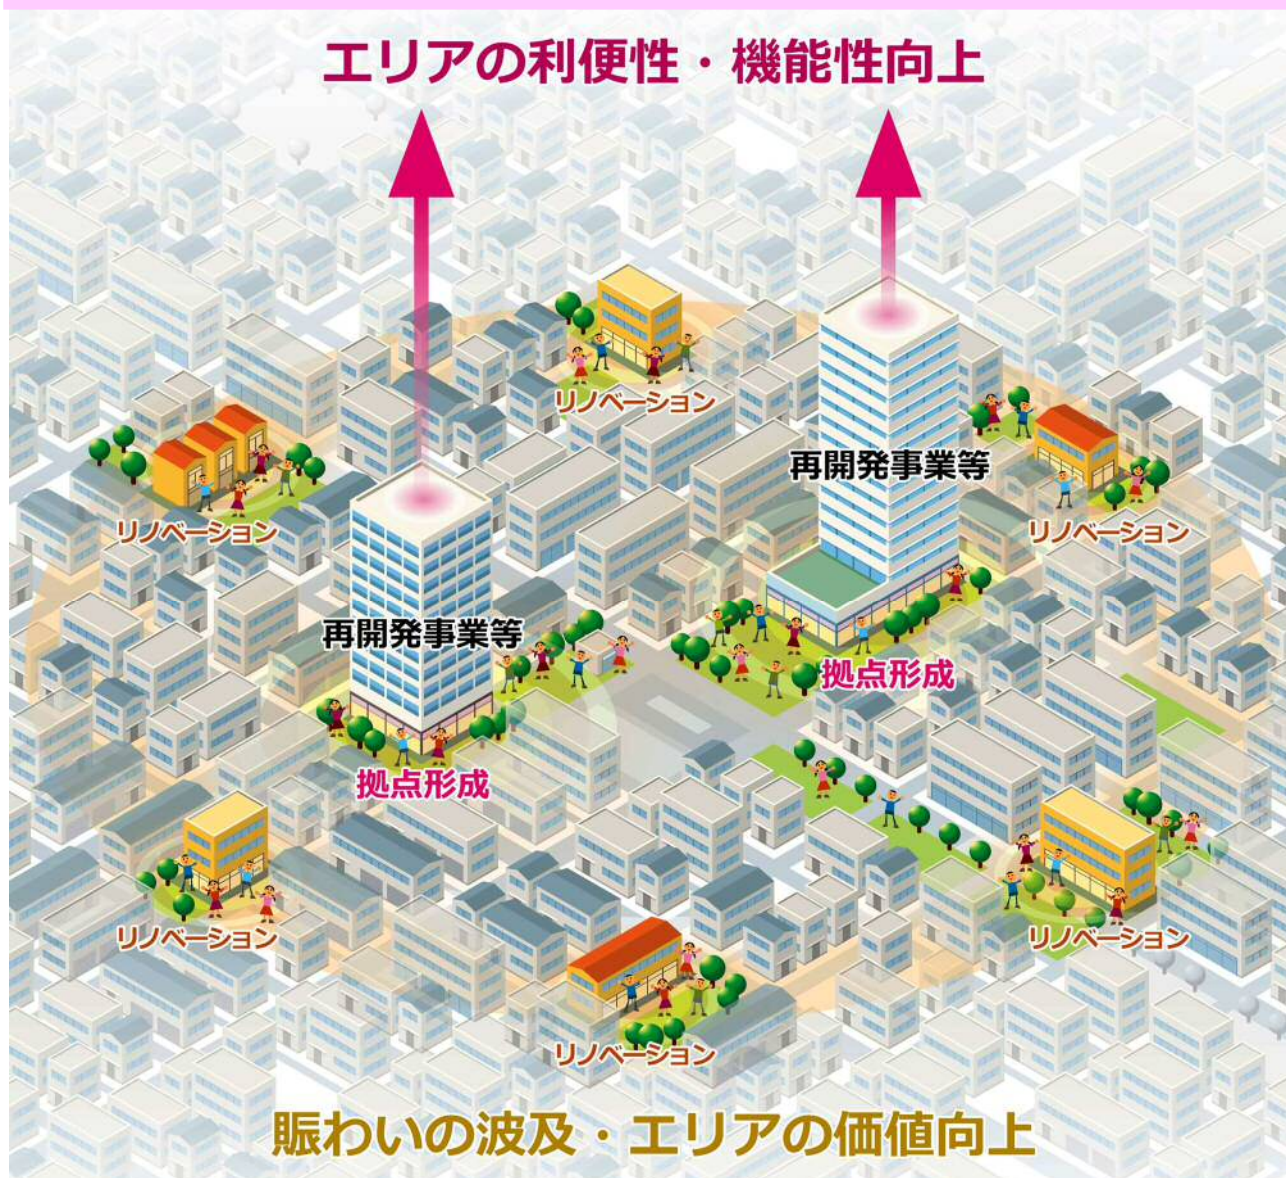 エリアの利便性・機能性向上
リノベーション
再開発事業等
リノベーション
リノベーション
再開発事業等
拠点形成
拠点形成
リノベーション
リノベーション
リノベーション
賑わいの波及・エリアの価値向上